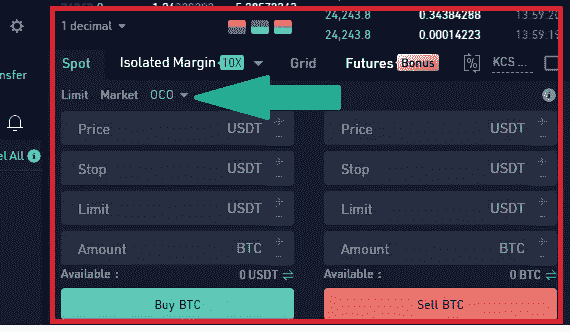 1 decimal
24,243.8 0.34384288 13:59:20
24,243.8 0.00014223 13:59:19
Spot Isolated Margin 10X Grid Futures Bonus KCS ...
nsfer
Limit Market OCO
Price USDT
Price USDT
el All
Stop USDT
Stop USDT
Limit USDT
Limit USDT
Amount BTC
Amount BTC
Available : 0 USDT
Available : 0 BTC
Buy BTC
Sell BTC